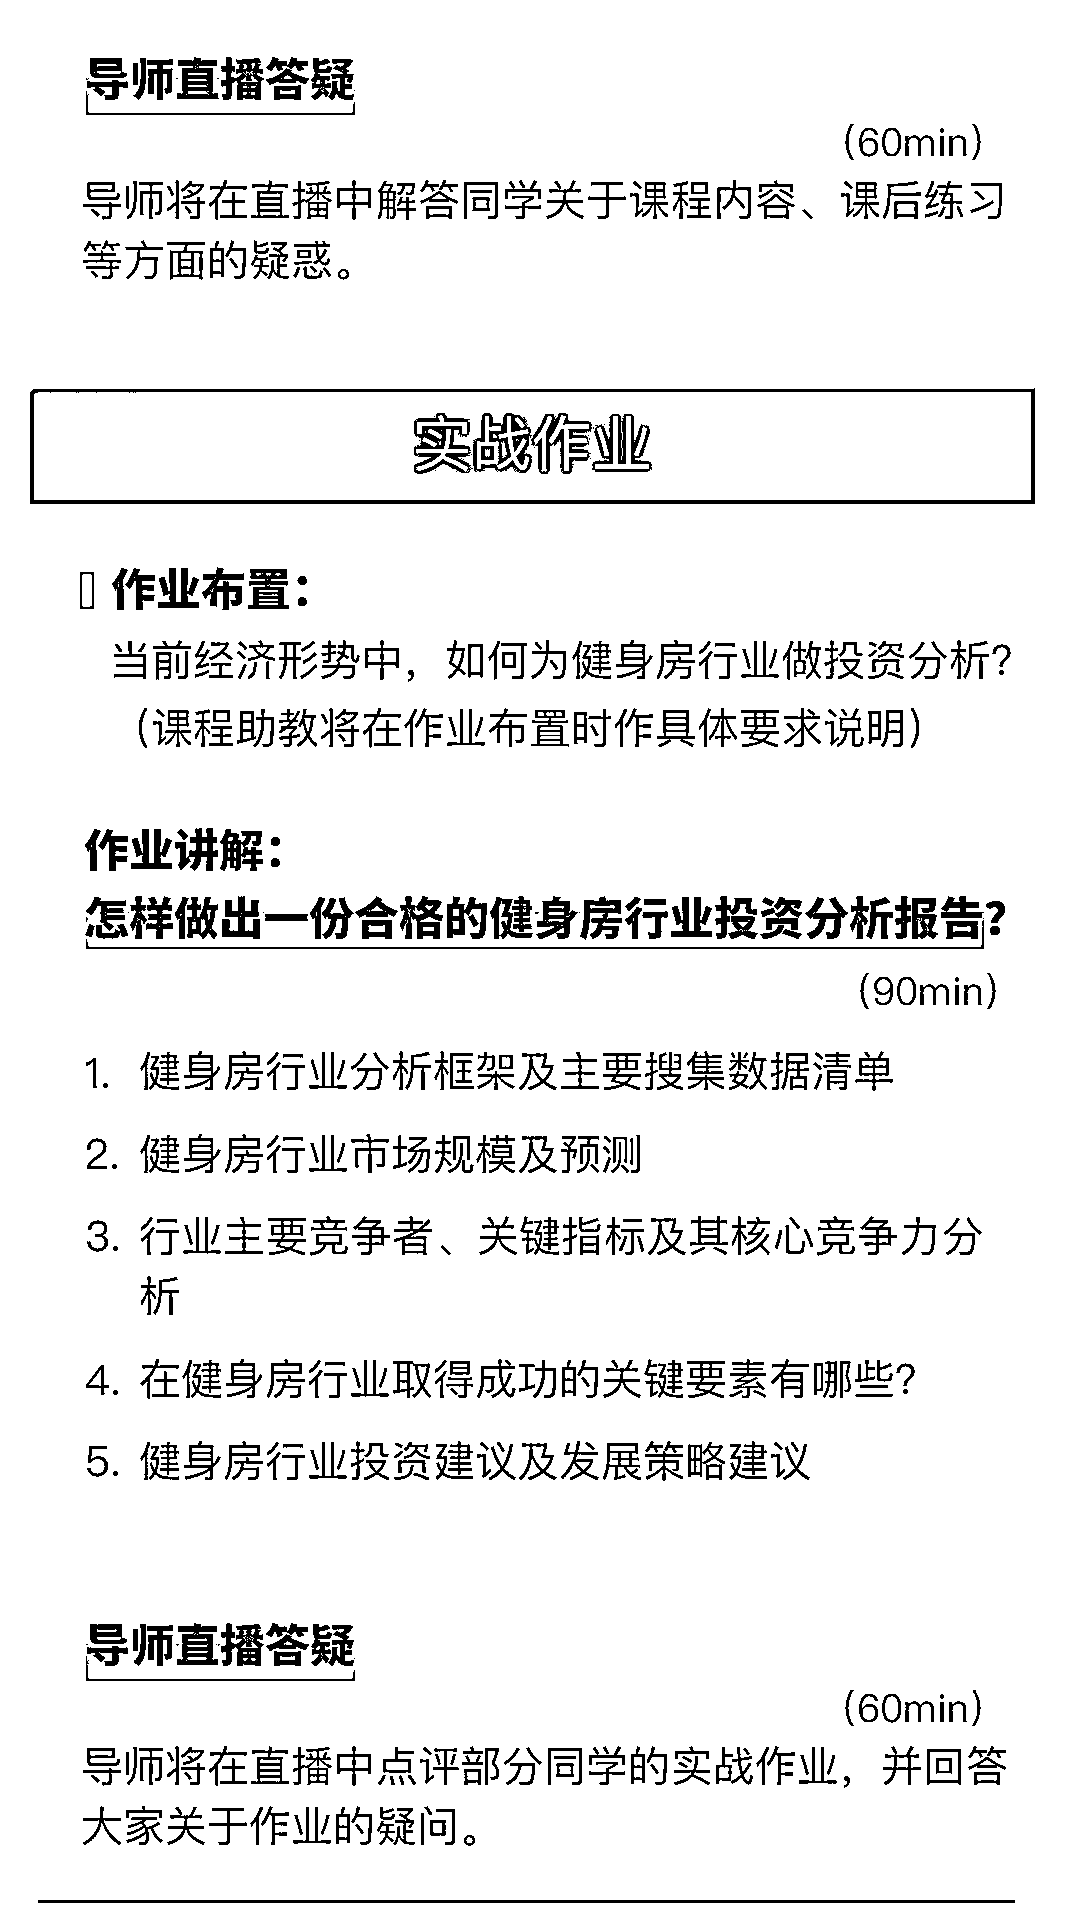 导师直播答疑
（60min）
导师将在直播中解答同学关于课程内容、课后练习
等方面的疑惑。
实战作业
作业布置：
当前经济形势中，如何为健身房行业做投资分析？
（课程助教将在作业布置时作具体要求说明）
作业讲解：
怎样做出一份合格的健身房行业投资分析报告？
（90min）
1. 健身房行业分析框架及主要搜集数据清单
2. 健身房行业市场规模及预测
3. 行业主要竞争者、关键指标及其核心竞争力分
析
4. 在健身房行业取得成功的关键要素有哪些？
5. 健身房行业投资建议及发展策略建议
导师直播答疑
（60min）
导师将在直播中点评部分同学的实战作业，并回答
大家关于作业的疑问。